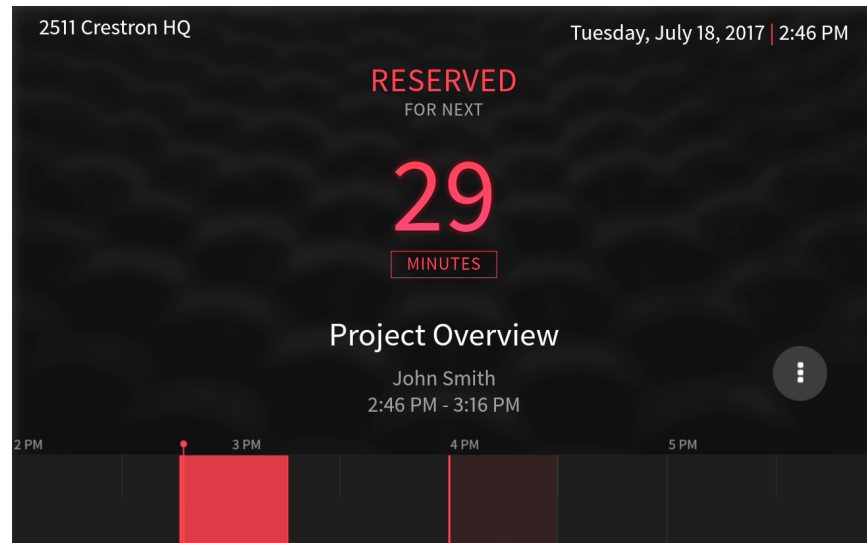 2511 Crestron HQ
Tuesday, July 18, 2017 | 2:46 PM
RESERVED
FOR NEXT
29
MINUTES
Project Overview
John Smith
2:46 PM - 3:16 PM
2 PM 3 PM 4 PM 5 PM